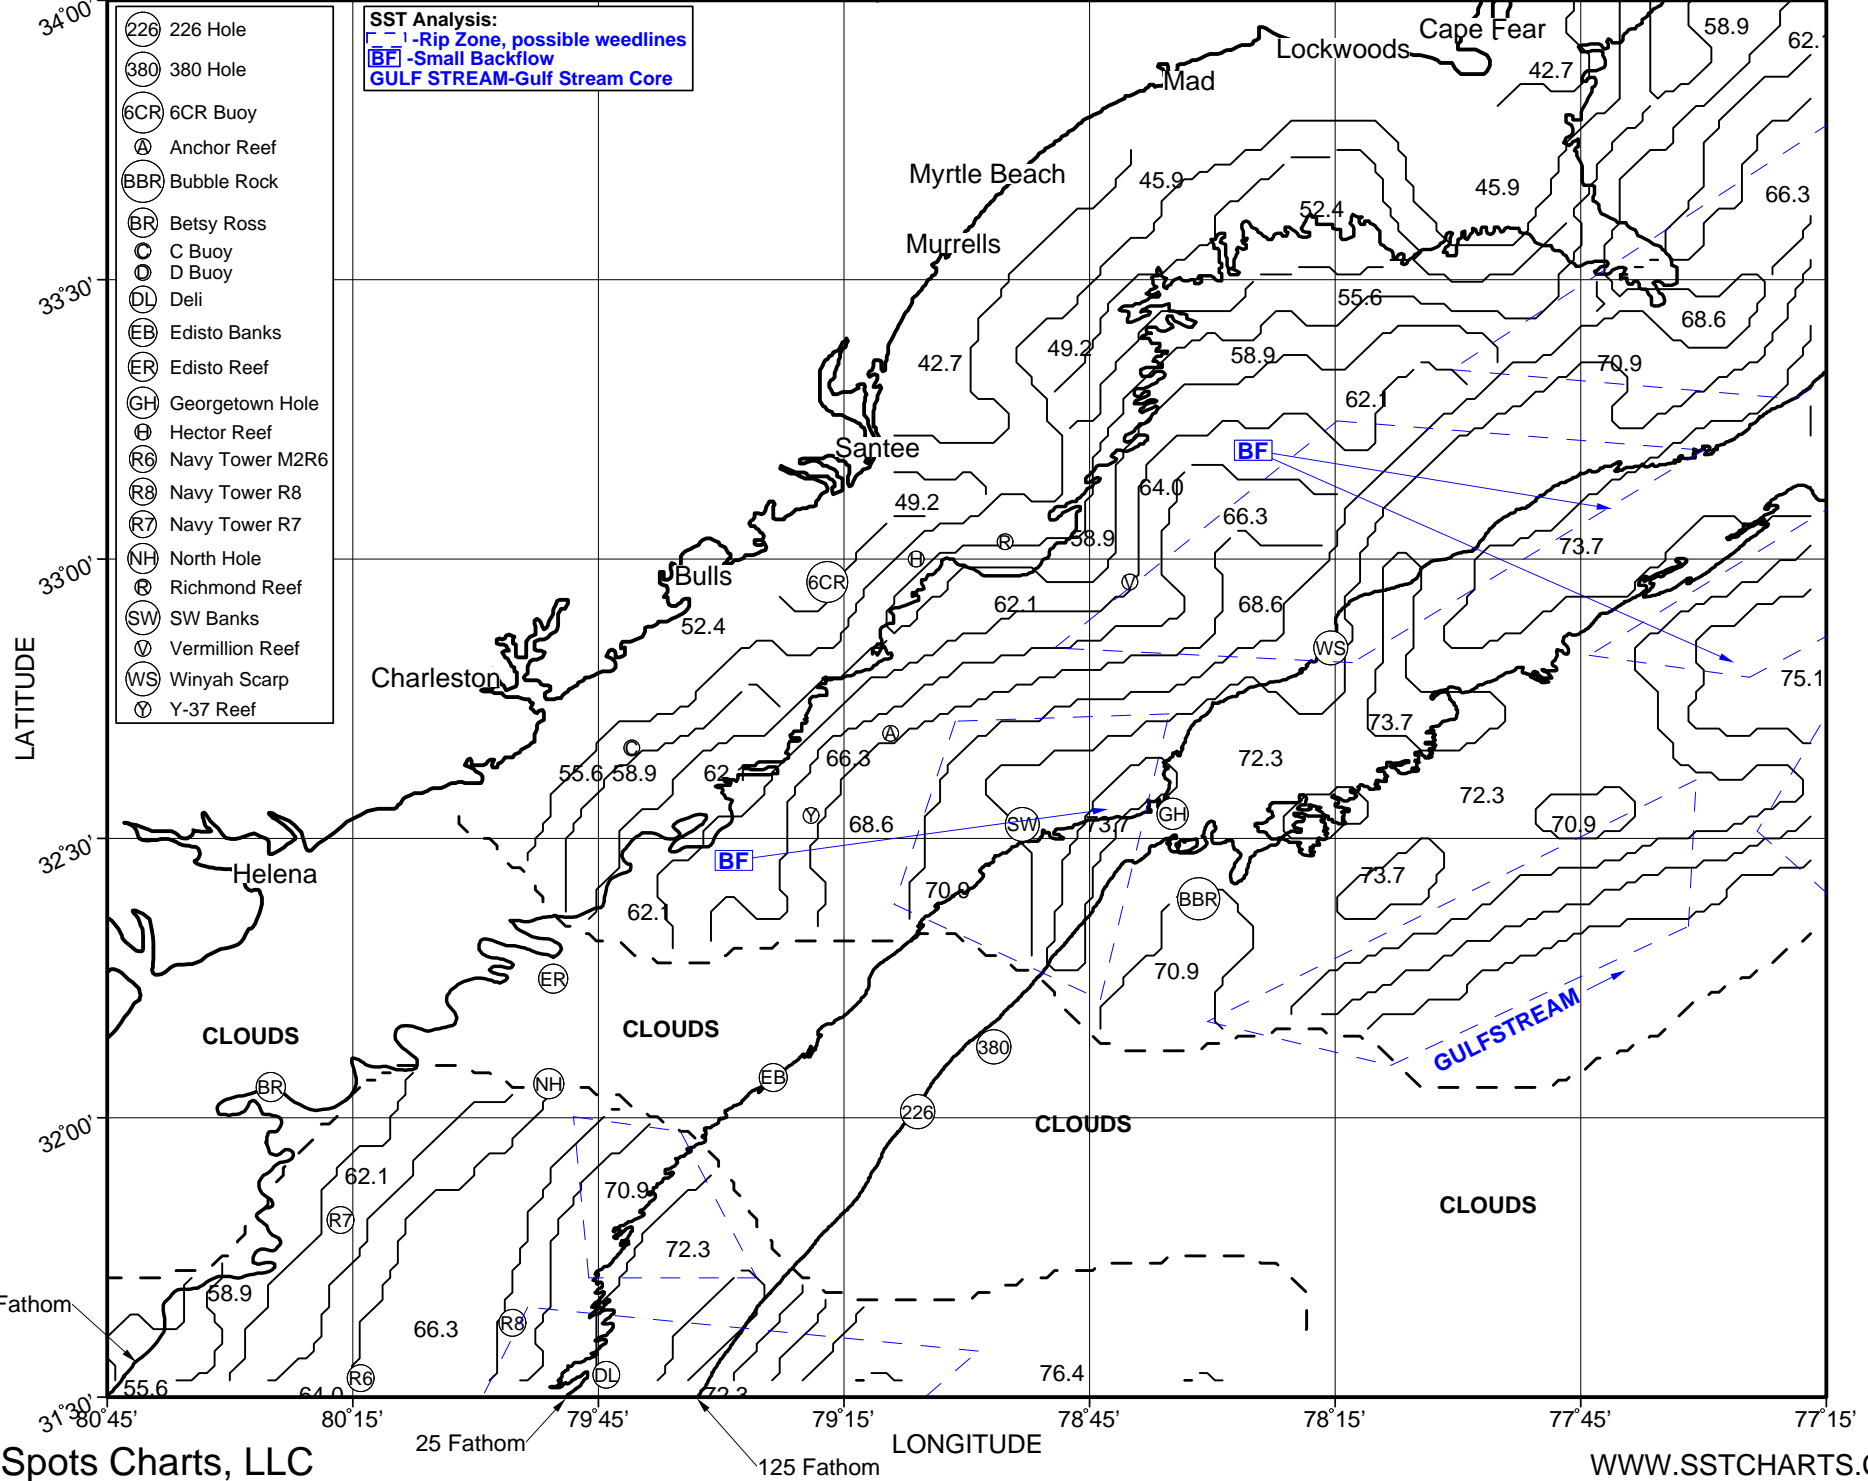 34°00'
33°30'
33°00'
32°30'
32°00'
31°30'
LATITUDE
226 226 Hole
380 380 Hole
6CR 6CR Buoy
A Anchor Reef
BBR Bubble Rock
BR Betsy Ross
C C Buoy
D D Buoy
DL Deli
EB Edisto Banks
ER Edisto Reef
GH Georgetown Hole
H Hector Reef
R6 Navy Tower M2R6
R8 Navy Tower R8
R7 Navy Tower R7
NH North Hole
R Richmond Reef
SW SW Banks
V Vermillion Reef
WS Winyah Scarp
Y Y-37 Reef
SST Analysis:
-Rip Zone, possible weedlines
BF -Small Backflow
GULF STREAM-Gulf Stream Core
Cape Fear
58.9
62.1
Lockwoods
42.7
Mad
Myrtle Beach
45.9
45.9
66.3
52.4
Murrells
55.6
68.6
49.2
58.9
42.7
70.9
62.1
Santee
BF
64.0
49.2
66.3
58.9
73.7
R
H
V
6CR
Bulls
62.1
68.6
52.4
WS
Charleston
75.1
73.7
A
C
66.3
72.3
55.6
58.9
62.1
72.3
Y
68.6
SW
73.7
GH
70.9
BF
Helena
73.7
70.9
BBR
62.1
ER
70.9
GULFSTREAM
CLOUDS
CLOUDS
380
EB
NH
BR
226
CLOUDS
62.1
70.9
CLOUDS
R7
72.3
58.9
Fathom
66.3
R8
76.4
R6
DL
55.6
64.0
72.3
80°45'
80°15'
79°45'
79°15'
78°45'
78°15'
77°45'
77°15'
25 Fathom
LONGITUDE
125 Fathom
Spots Charts, LLC
WWW.SSTCHARTS.C